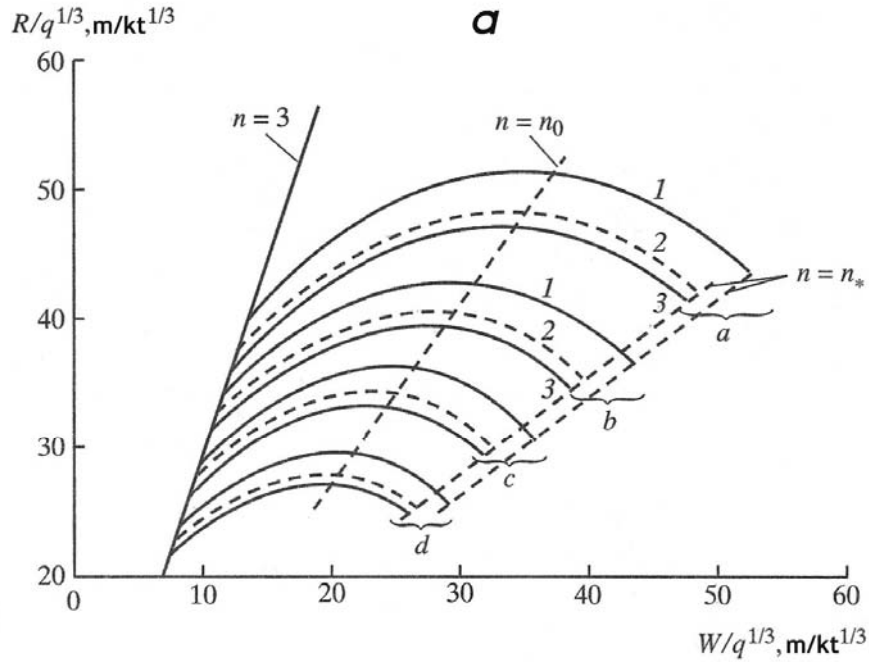 R/q^{1/3}, m/kt^{1/3}
a
60
n = 3
n = n_0
50
1
2
1
3
n = n_*
40
a
2
3
b
30
c
d
20
0
10
20
30
40
50
60
W/q^{1/3}, m/kt^{1/3}